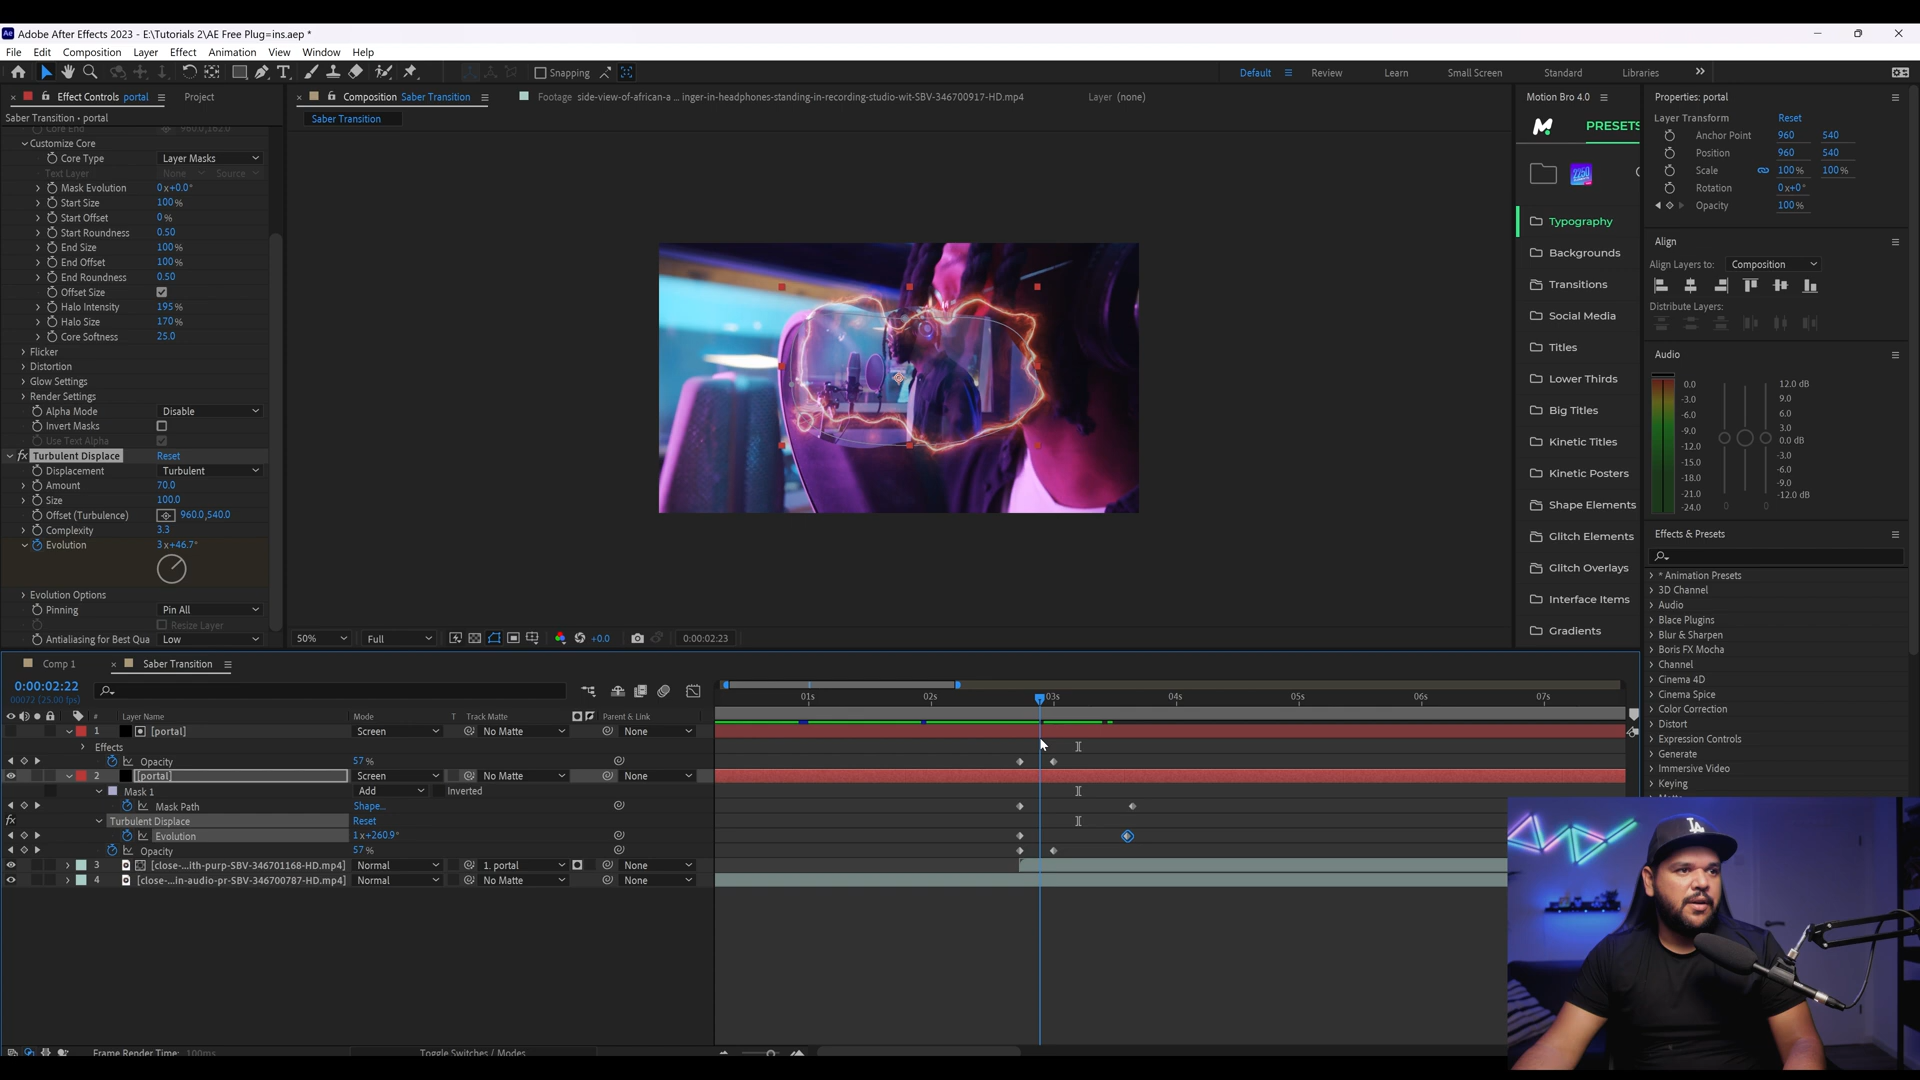 Adobe After Effects 2023 - E:\Tutorials 2\AE Free Plug=ins.aep *
File Edit Composition Layer Effect Animation View Window Help
Snapping
Default Review Learn Small Screen Standard Libraries
Effect Controls portal Project
Composition Saber Transition
Footage side-view-of-african-a ... inger-in-headphones-standing-in-recording-studio-wit-SBV-346700917-HD.mp4
Layer (none)
Saber Transition • portal
Saber Transition
Core End 960.0,162.0
Customize Core
Core Type Layer Masks
Text Layer None Source
Mask Evolution 0x+0.0°
Start Size 100%
Start Offset 0%
Start Roundness 0.50
End Size 100%
End Offset 100%
End Roundness 0.50
Offset Size
Halo Intensity 195%
Halo Size 170%
Core Softness 25.0
Flicker
Distortion
Glow Settings
Render Settings
Alpha Mode Disable
Invert Masks
Use Text Alpha
fx Turbulent Displace Reset
Displacement Turbulent
Amount 70.0
Size 100.0
Offset (Turbulence) 960.0,540.0
Complexity 3.3
Evolution 3x+46.7°
Evolution Options
Pinning Pin All
Resize Layer
Antialiasing for Best Qua Low
50% Full +0.0 0:00:02:23
Motion Bro 4.0
PRESETS
2250
Typography
Backgrounds
Transitions
Social Media
Titles
Lower Thirds
Big Titles
Kinetic Titles
Kinetic Posters
Shape Elements
Glitch Elements
Glitch Overlays
Interface Items
Gradients
Properties: portal
Layer Transform Reset
Anchor Point 960 540
Position 960 540
Scale 100% 100%
Rotation 0x+0°
Opacity 100%
Align
Align Layers to: Composition
Distribute Layers:
Audio
0.0 12.0 dB
-3.0 9.0
-6.0 6.0
-9.0 3.0
-12.0 0.0 dB
-15.0 -3.0
-18.0 -6.0
-21.0 -9.0
-24.0 -12.0 dB
0 0
Effects & Presets
* Animation Presets
3D Channel
Audio
Blace Plugins
Blur & Sharpen
Boris FX Mocha
Channel
Cinema 4D
Cinema Spice
Color Correction
Distort
Expression Controls
Generate
Immersive Video
Keying
Comp 1 Saber Transition
0:00:02:22
00072 (25.00 fps)
01s 02s 03s 04s 05s 06s 07s
# Layer Name Mode T Track Matte Parent & Link
1 [portal] Screen No Matte None
Effects
Opacity 57%
2 [portal] Screen No Matte None
Mask 1 Add Inverted
Mask Path Shape...
fx Turbulent Displace Reset
Evolution 1x+260.9°
Opacity 57%
3 [close-...ith-purp-SBV-346701168-HD.mp4] Normal 1. portal None
4 [close-...in-audio-pr-SBV-346700787-HD.mp4] Normal No Matte None
Frame Render Time: 100ms
Toggle Switches / Modes
LA